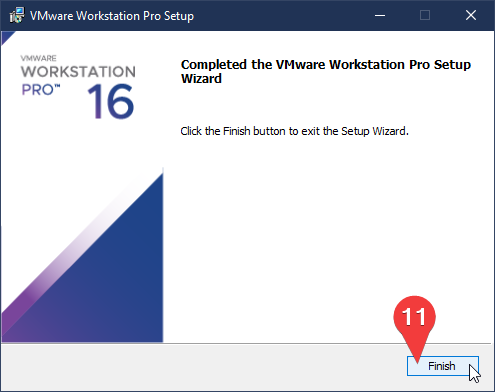 VMware Workstation Pro Setup
VMWARE
WORKSTATION
PRO™
16
Completed the VMware Workstation Pro Setup
Wizard
Click the Finish button to exit the Setup Wizard.
11
Finish